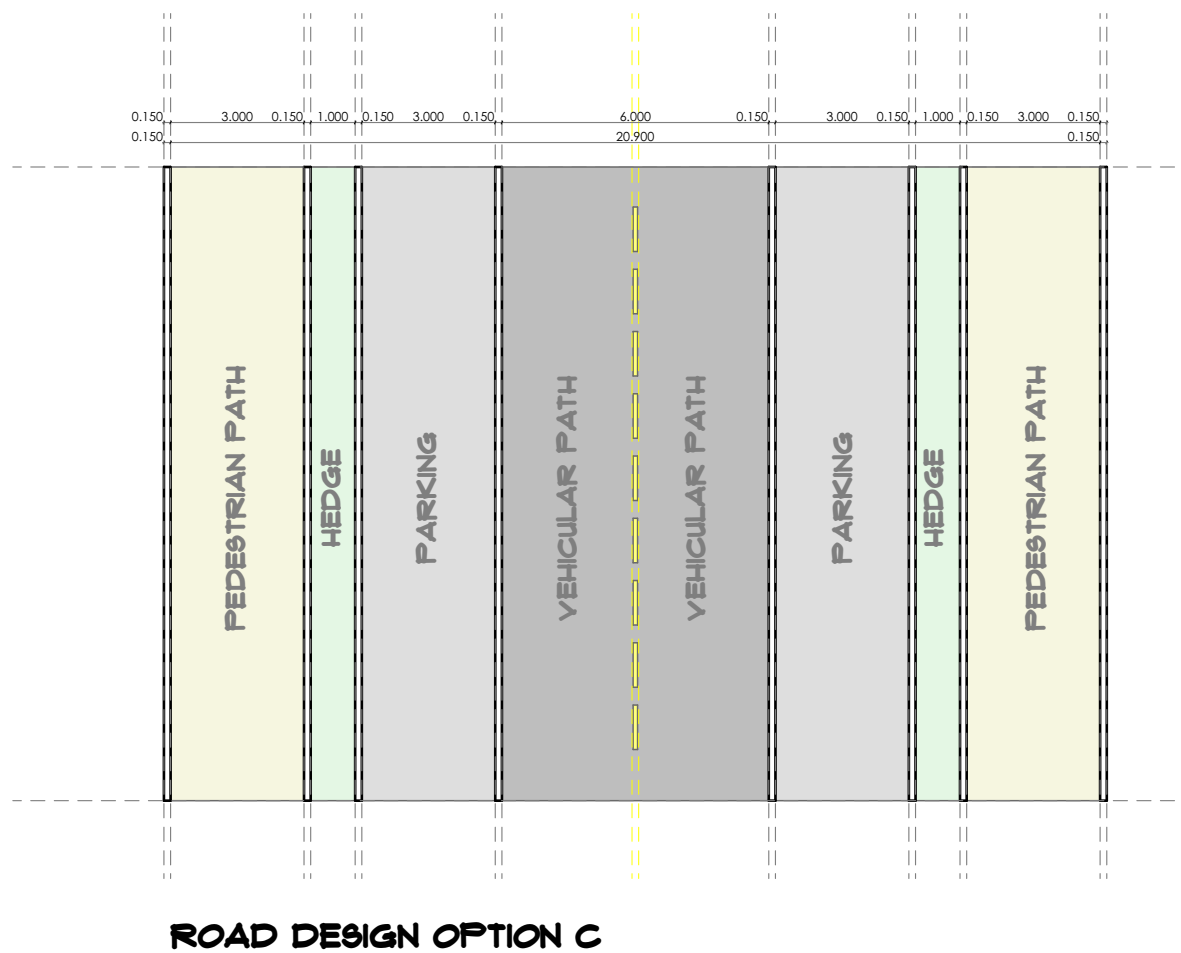 0.150 3.000 0.150 1.000 0.150 3.000 0.150 6.000 0.150 3.000 0.150 1.000 0.150 3.000 0.150
0.150 20.900 0.150
PEDESTRIAN PATH
HEDGE
PARKING
VEHICULAR PATH
VEHICULAR PATH
PARKING
HEDGE
PEDESTRIAN PATH
ROAD DESIGN OPTION C